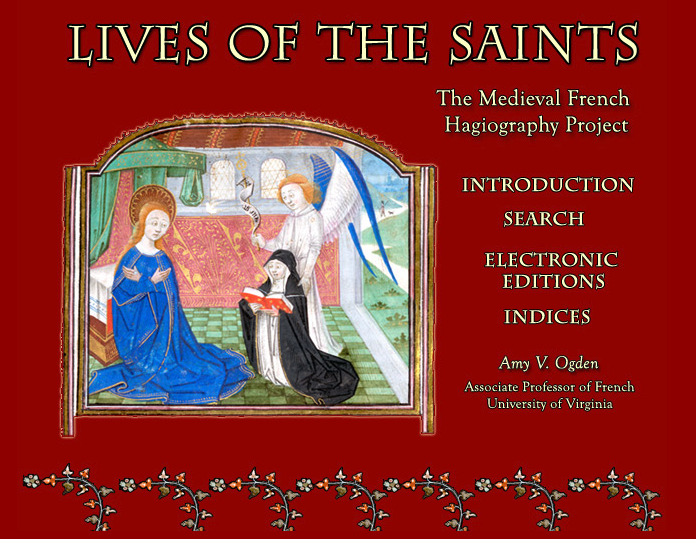 LIVES OF THE SAINTS
The Medieval French
Hagiography Project
INTRODUCTION
SEARCH
ELECTRONIC
EDITIONS
INDICES
Amy V. Ogden
Associate Professor of French
University of Virginia